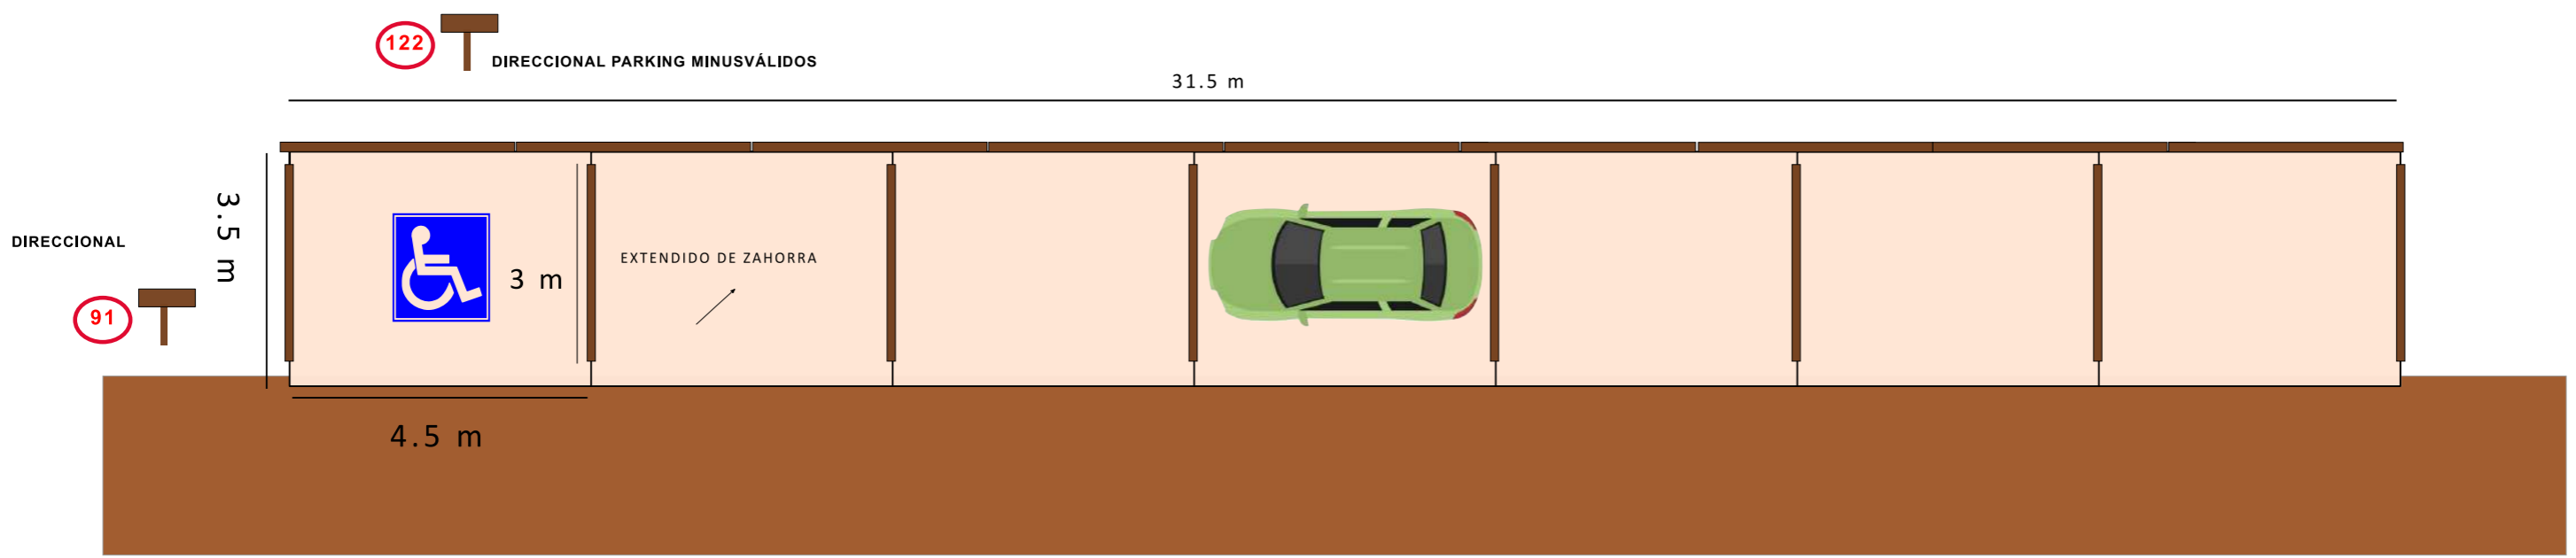 122
DIRECCIONAL PARKING MINUSVÁLIDOS
31.5 m
3.5 m
DIRECCIONAL
91
3 m
EXTENDIDO DE ZAHORRA
4.5 m